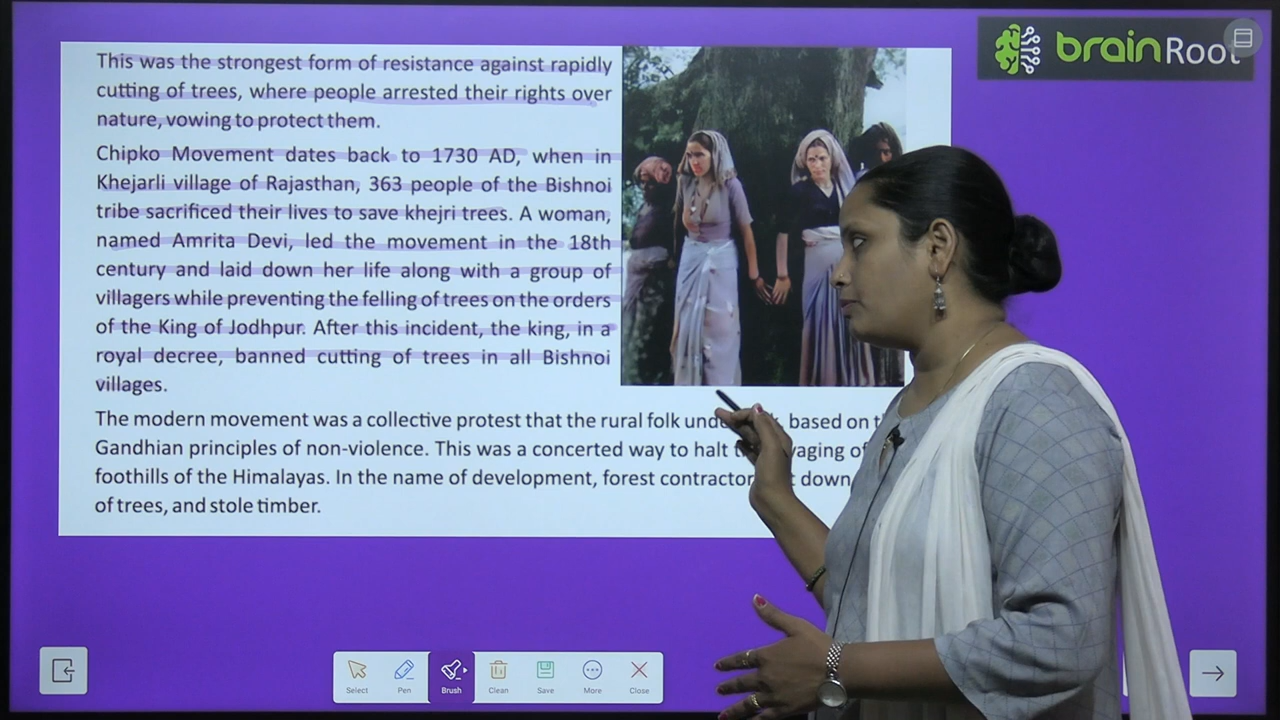 brainRoot
This was the strongest form of resistance against rapidly
cutting of trees, where people arrested their rights over
nature, vowing to protect them.
Chipko Movement dates back to 1730 AD, when in
Khejarli village of Rajasthan, 363 people of the Bishnoi
tribe sacrificed their lives to save khejri trees. A woman,
named Amrita Devi, led the movement in the 18th
century and laid down her life along with a group of
villagers while preventing the felling of trees on the orders
of the King of Jodhpur. After this incident, the king, in a
royal decree, banned cutting of trees in all Bishnoi
villages.
The modern movement was a collective protest that the rural folk based on
Gandhian principles of non-violence. This was a concerted way to halt of
foothills of the Himalayas. In the name of development, forest contractor down
of trees, and stole timber.
Select Pen Brush Clean Save More Close